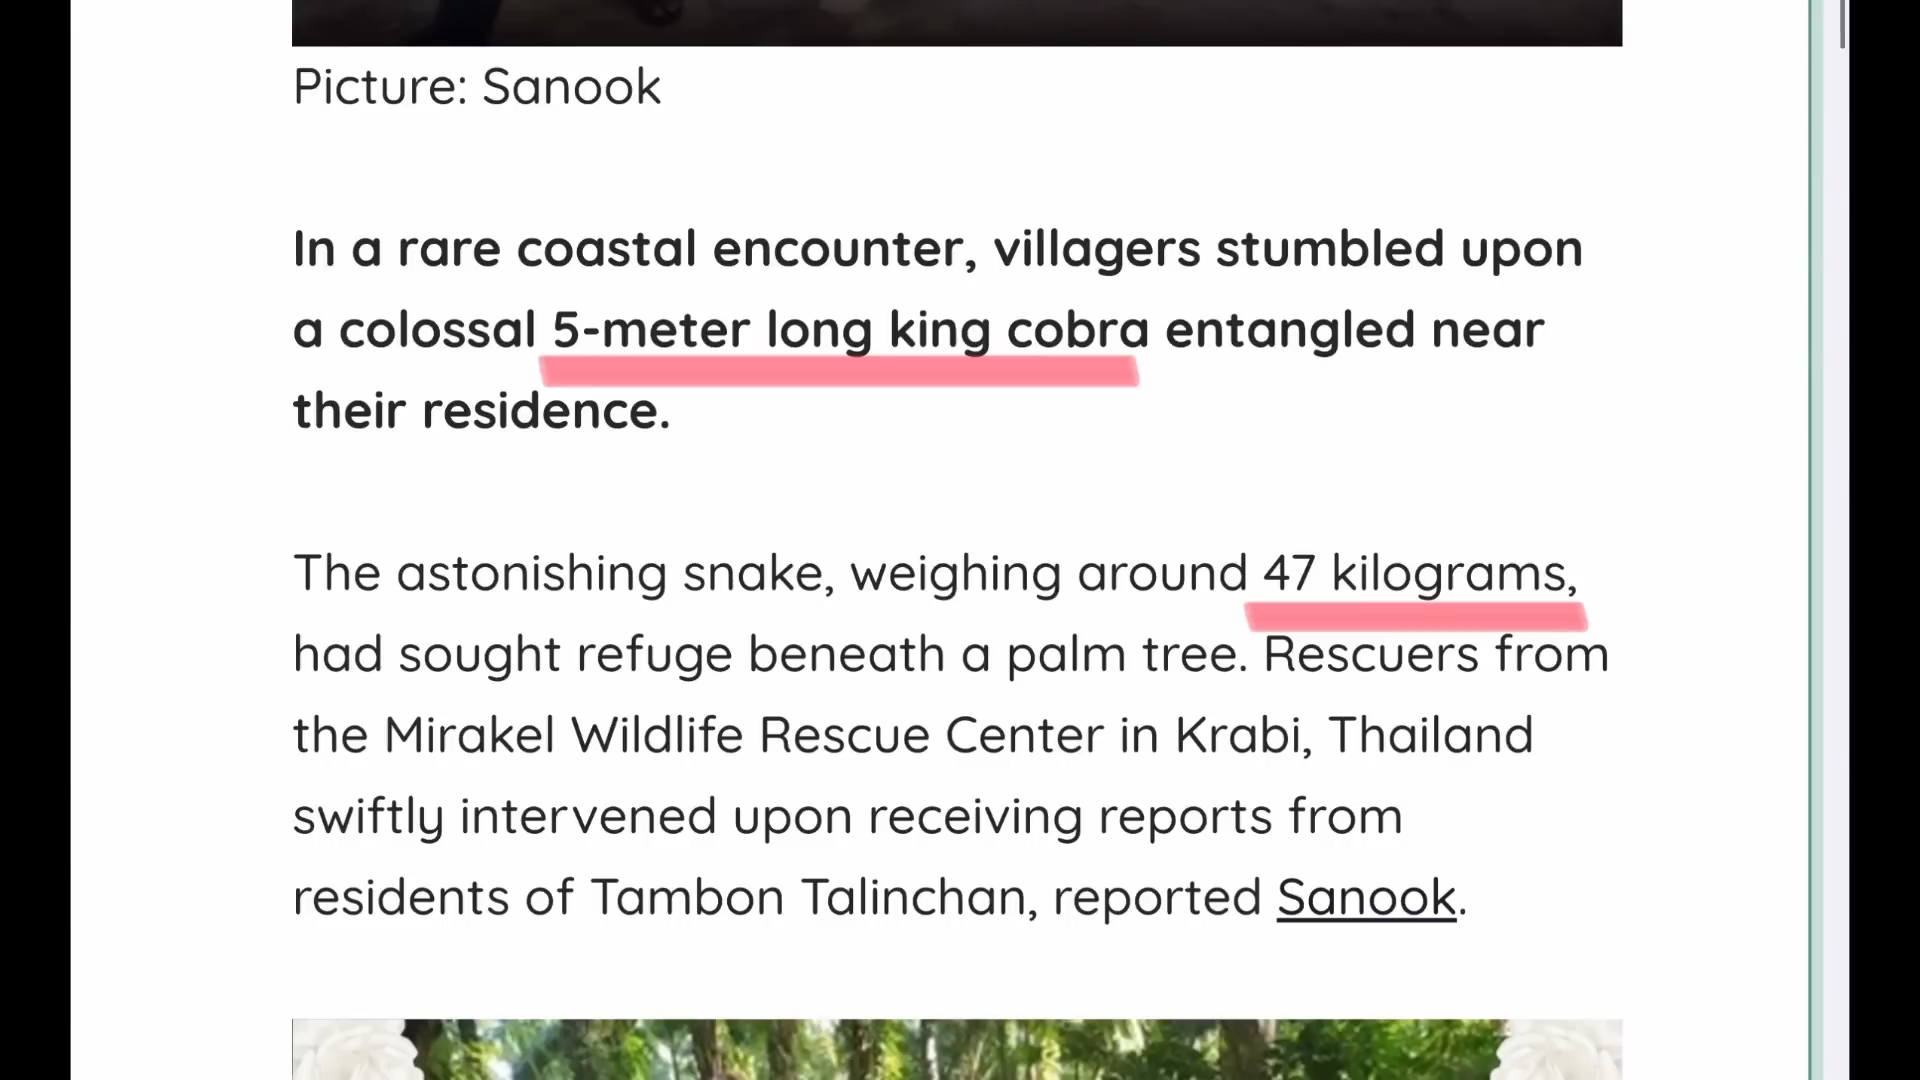 Picture: Sanook
In a rare coastal encounter, villagers stumbled upon
a colossal 5-meter long king cobra entangled near
their residence.
The astonishing snake, weighing around 47 kilograms,
had sought refuge beneath a palm tree. Rescuers from
the Mirakel Wildlife Rescue Center in Krabi, Thailand
swiftly intervened upon receiving reports from
residents of Tambon Talinchan, reported Sanook.